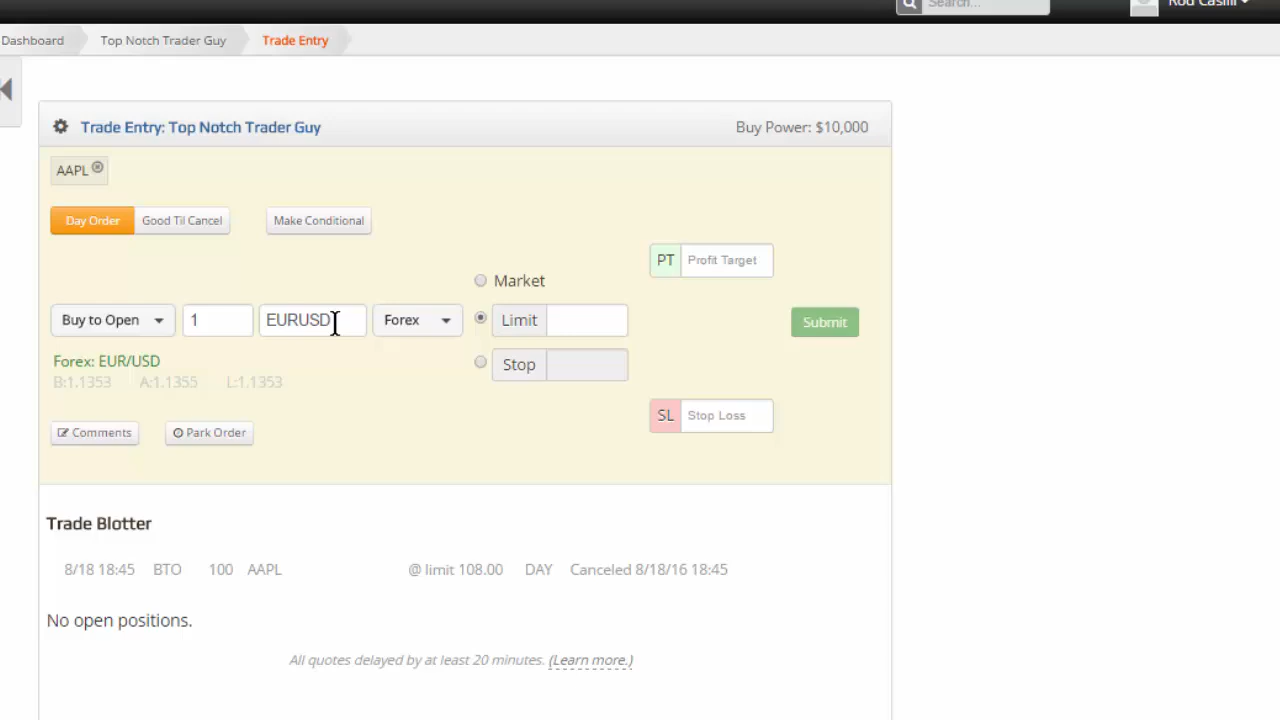 Search...
Rod Casilli
Dashboard Top Notch Trader Guy Trade Entry
Trade Entry: Top Notch Trader Guy Buy Power: $10,000
AAPL
Day Order Good Til Cancel Make Conditional
PT Profit Target
Market
Buy to Open 1 EURUSD Forex Limit Submit
Forex: EUR/USD
B:1.1353 A:1.1355 L:1.1353
Stop
SL Stop Loss
Comments Park Order
Trade Blotter
8/18 18:45 BTO 100 AAPL @ limit 108.00 DAY Canceled 8/18/16 18:45
No open positions.
All quotes delayed by at least 20 minutes. (Learn more.)